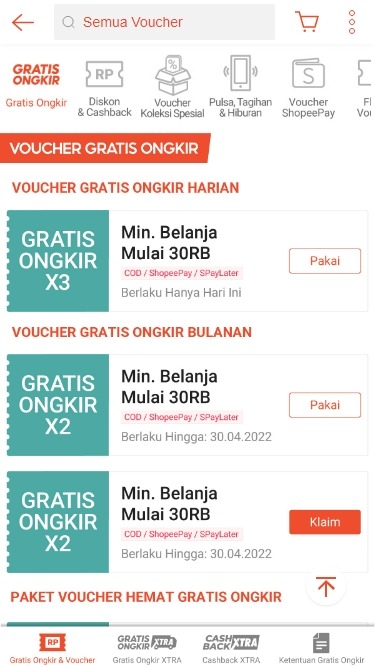 Semua Voucher
GRATIS
ONGKIR
Gratis Ongkir
RP
Diskon
& Cashback
Voucher
Koleksi Spesial
Pulsa, Tagihan
& Hiburan
S
Voucher
ShopeePay
VOUCHER GRATIS ONGKIR
VOUCHER GRATIS ONGKIR HARIAN
GRATIS
ONGKIR
X3
Min. Belanja
Mulai 30RB
COD / ShopeePay / SPayLater
Berlaku Hanya Hari Ini
Pakai
VOUCHER GRATIS ONGKIR BULANAN
GRATIS
ONGKIR
X2
Min. Belanja
Mulai 30RB
COD / ShopeePay / SPayLater
Berlaku Hingga: 30.04.2022
Pakai
GRATIS
ONGKIR
X2
Min. Belanja
Mulai 30RB
COD / ShopeePay / SPayLater
Berlaku Hingga: 30.04.2022
Klaim
PAKET VOUCHER HEMAT GRATIS ONGKIR
RP
Gratis Ongkir & Voucher
GRATIS
ONGKIR XTRA
Gratis Ongkir XTRA
CASH
BACK XTRA
Cashback XTRA
Ketentuan Gratis Ongkir